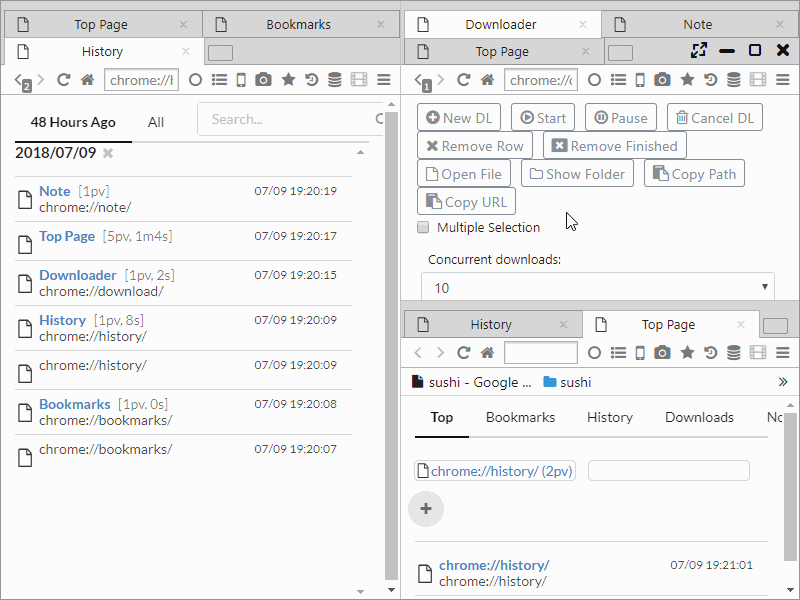 Top Page
Bookmarks
History
2
chrome://h
48 Hours Ago
All
Search...
2018/07/09
Note [1pv]
07/09 19:20:19
chrome://note/
Top Page [5pv, 1m4s]
07/09 19:20:17
Downloader [1pv, 2s]
07/09 19:20:15
chrome://download/
History [1pv, 8s]
07/09 19:20:09
chrome://history/
chrome://history/
07/09 19:20:09
Bookmarks [1pv, 0s]
07/09 19:20:08
chrome://bookmarks/
chrome://bookmarks/
07/09 19:20:07
Downloader
Note
Top Page
1
chrome://d
New DL
Start
Pause
Cancel DL
Remove Row
Remove Finished
Open File
Show Folder
Copy Path
Copy URL
Multiple Selection
Concurrent downloads:
10
History
Top Page
sushi - Google ...
sushi
Top
Bookmarks
History
Downloads
chrome://history/ (2pv)
chrome://history/
07/09 19:21:01
chrome://history/